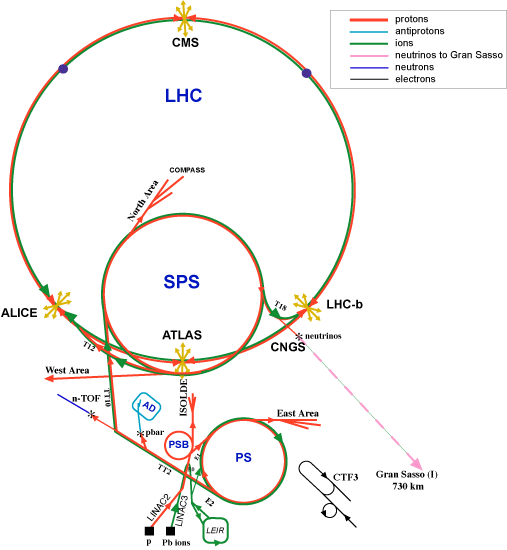 protons
antiprotons
ions
neutrinos to Gran Sasso
neutrons
electrons
CMS
LHC
COMPASS
North Area
SPS
T18
LHC-b
ALICE
ATLAS
neutrinos
CNGS
T12
West Area
TT10
ISOLDE
n-TOF
AD
East Area
pbar
PSB
PS
TT2
E2
LINAC2
LINAC3
LEIR
P
Pb ions
CTF3
Gran Sasso (I)
730 km